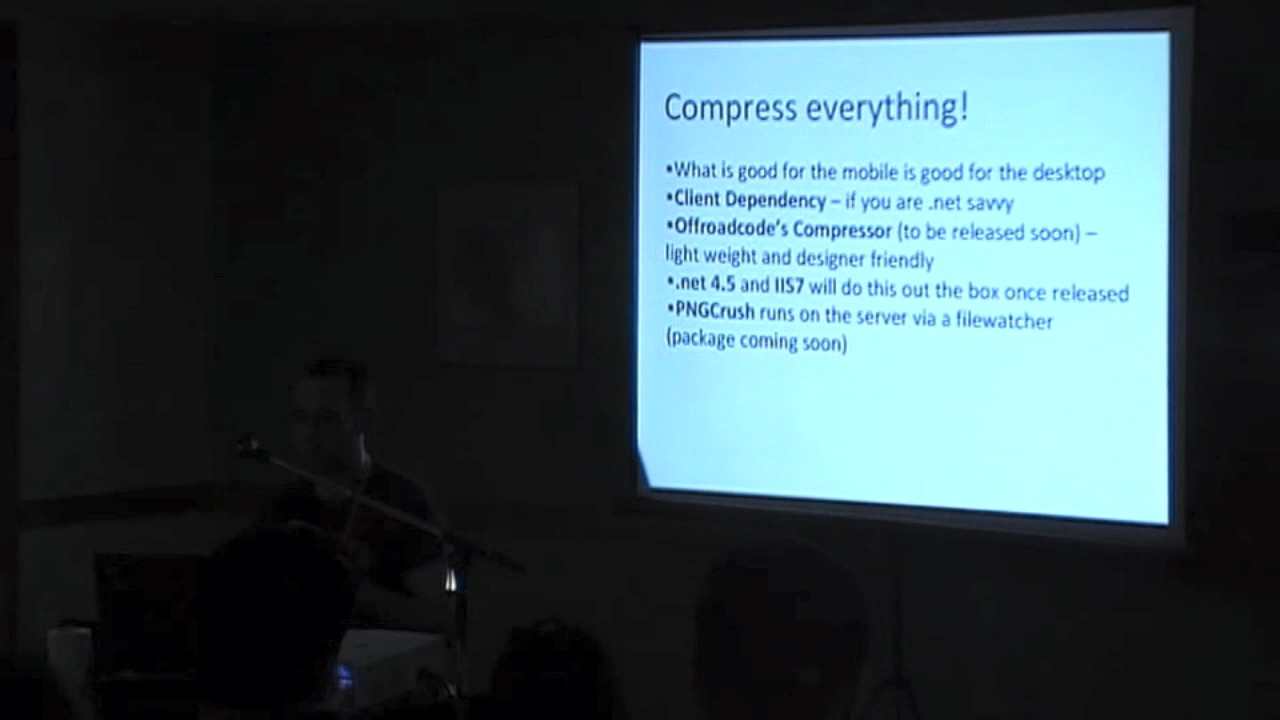 Compress everything!
•What is good for the mobile is good for the desktop
•Client Dependency – if you are .net savvy
•Offroadcode's Compressor (to be released soon) –
light weight and designer friendly
•.net 4.5 and IIS7 will do this out the box once released
•PNGCrush runs on the server via a filewatcher
(package coming soon)